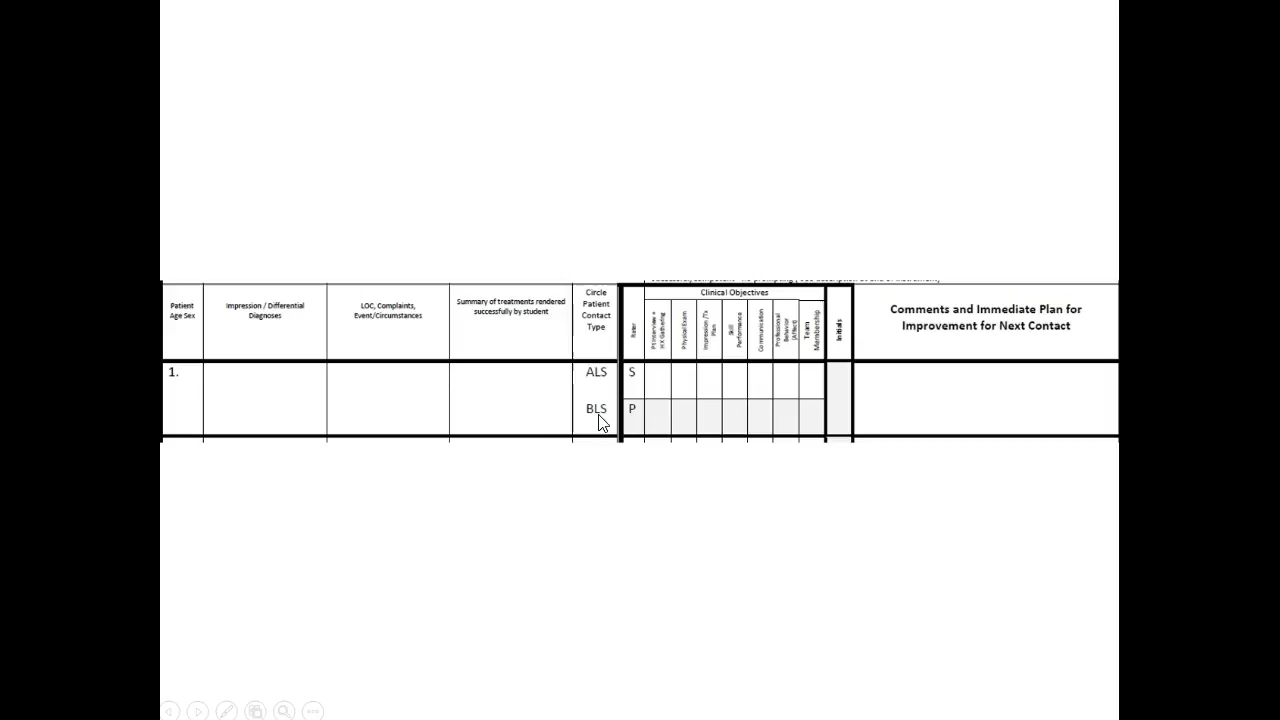 Patient
Age Sex
Impression / Differential
Diagnoses
LOC, Complaints,
Event/Circumstances
Summary of treatments rendered
successfully by student
Circle
Patient
Contact
Type
Clinical Objectives
Rater
Pt Interview +
HX Gathering
Physical Exam
Impression /Tx
Plan
Skill
Performance
Communication
Professional
Behavior
(Affect)
Team
Membership
Initials
Comments and Immediate Plan for
Improvement for Next Contact
1.
ALS
S
BLS
P